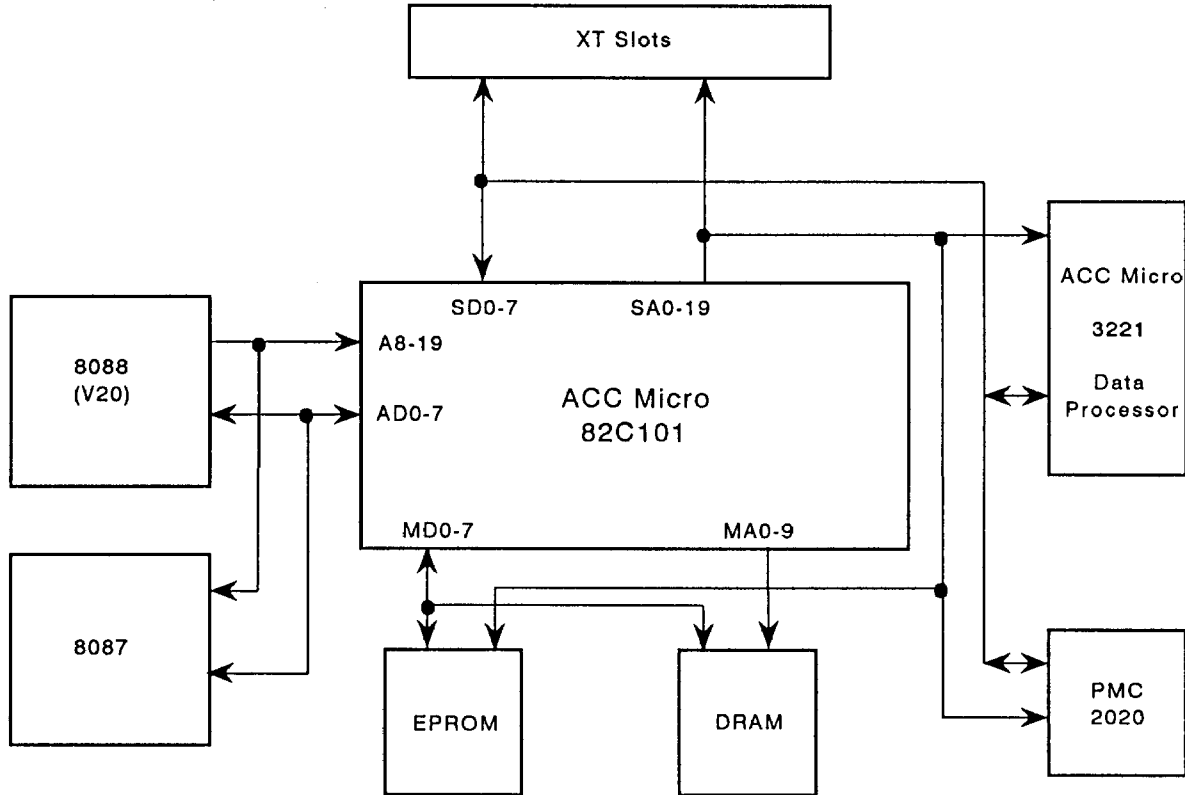 XT Slots
SD0-7
SA0-19
8088
(V20)
A8-19
AD0-7
ACC Micro
82C101
ACC Micro
3221
Data
Processor
MD0-7
MA0-9
8087
EPROM
DRAM
PMC
2020